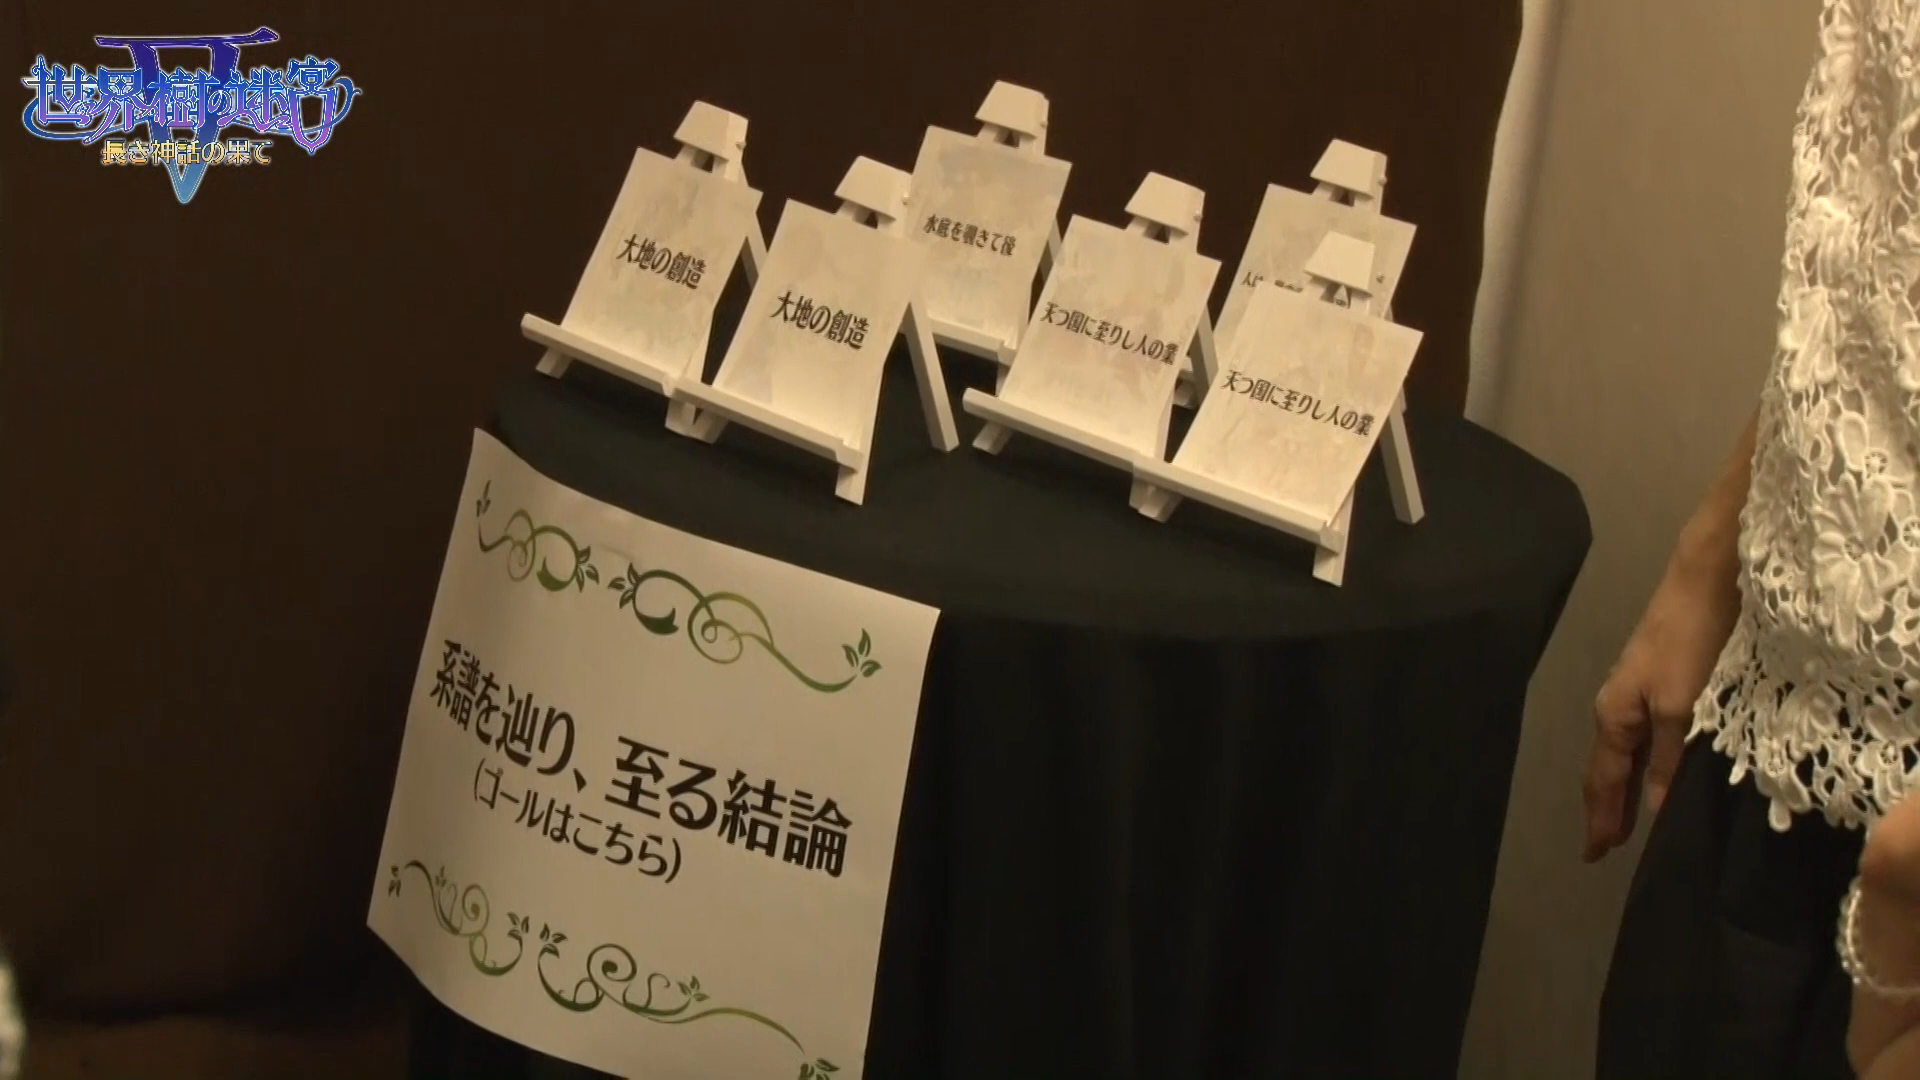 世界樹の迷宮
V
長き神話の果て
大地の創造
大地の創造
水底を覗きて後
天つ国に至りし人の業
天つ国に至りし人の業
系譜を辿り、至る結論
(ゴールはこちら)